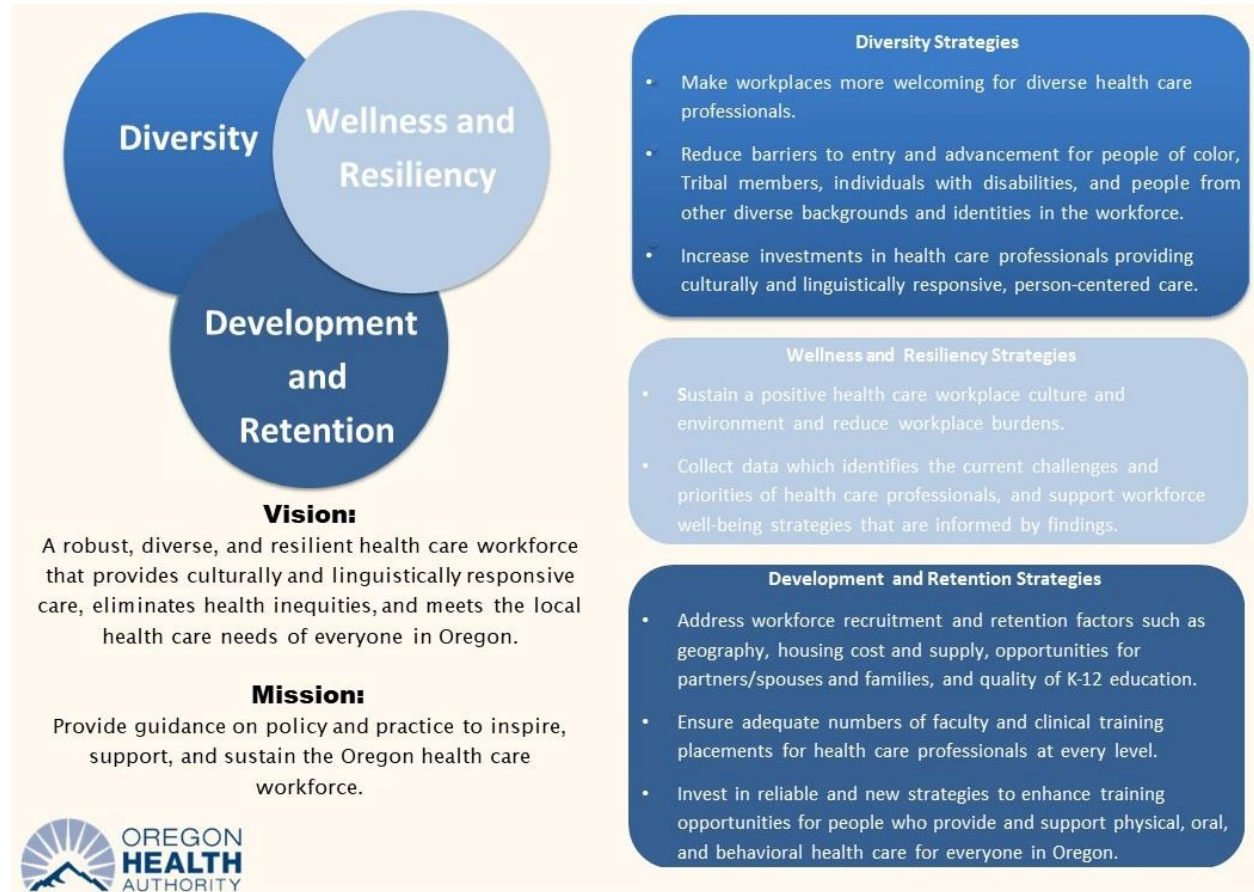 Diversity
Wellness and
Resiliency
Development
and
Retention
Vision:
A robust, diverse, and resilient health care workforce
that provides culturally and linguistically responsive
care, eliminates health inequities, and meets the local
health care needs of everyone in Oregon.
Mission:
Provide guidance on policy and practice to inspire,
support, and sustain the Oregon health care
workforce.
OREGON
HEALTH
AUTHORITY
Diversity Strategies
• Make workplaces more welcoming for diverse health care
professionals.
• Reduce barriers to entry and advancement for people of color,
Tribal members, individuals with disabilities, and people from
other diverse backgrounds and identities in the workforce.
• Increase investments in health care professionals providing
culturally and linguistically responsive, person-centered care.
Wellness and Resiliency Strategies
• Sustain a positive health care workplace culture and
environment and reduce workplace burdens.
• Collect data which identifies the current challenges and
priorities of health care professionals, and support workforce
well-being strategies that are informed by findings.
Development and Retention Strategies
• Address workforce recruitment and retention factors such as
geography, housing cost and supply, opportunities for
partners/spouses and families, and quality of K-12 education.
• Ensure adequate numbers of faculty and clinical training
placements for health care professionals at every level.
• Invest in reliable and new strategies to enhance training
opportunities for people who provide and support physical, oral,
and behavioral health care for everyone in Oregon.